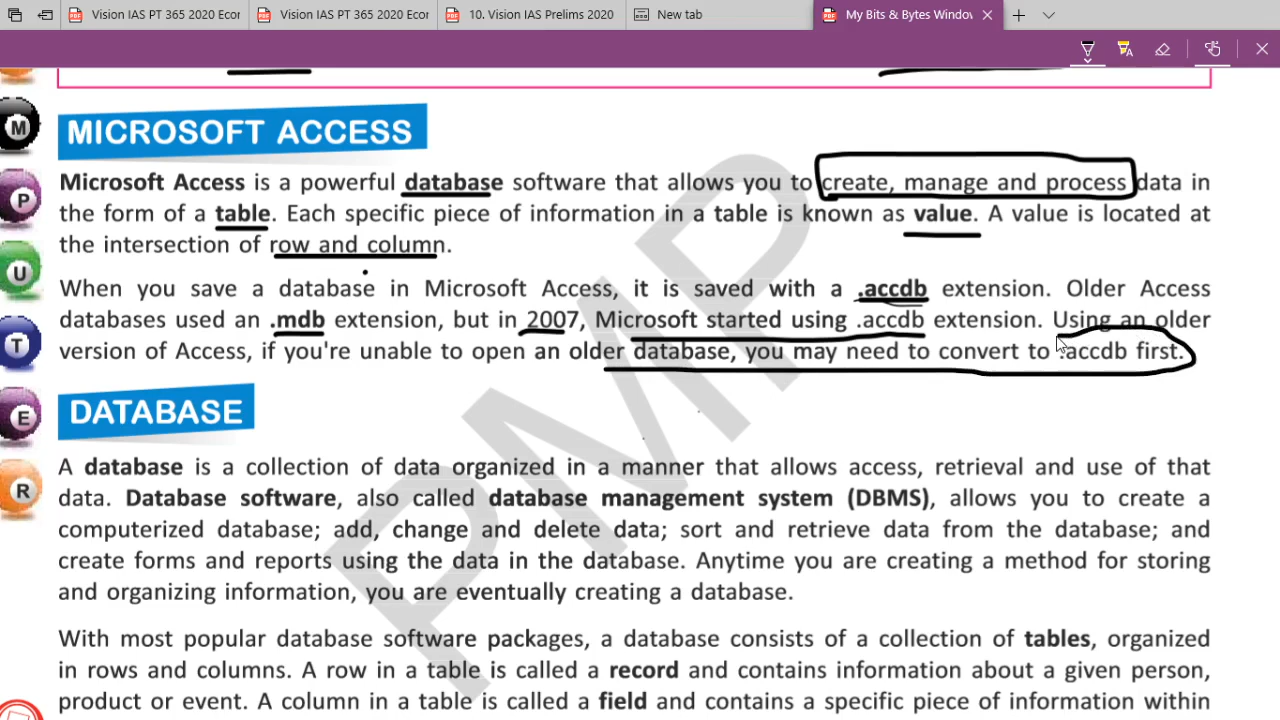 Vision IAS PT 365 2020 Econ
Vision IAS PT 365 2020 Econ
10. Vision IAS Prelims 2020
New tab
My Bits & Bytes Window
MICROSOFT ACCESS
Microsoft Access is a powerful database software that allows you to create, manage and process data in
the form of a table. Each specific piece of information in a table is known as value. A value is located at
the intersection of row and column.
When you save a database in Microsoft Access, it is saved with a .accdb extension. Older Access
databases used an .mdb extension, but in 2007, Microsoft started using .accdb extension. Using an older
version of Access, if you're unable to open an older database, you may need to convert to .accdb first.
DATABASE
A database is a collection of data organized in a manner that allows access, retrieval and use of that
data. Database software, also called database management system (DBMS), allows you to create a
computerized database; add, change and delete data; sort and retrieve data from the database; and
create forms and reports using the data in the database. Anytime you are creating a method for storing
and organizing information, you are eventually creating a database.
With most popular database software packages, a database consists of a collection of tables, organized
in rows and columns. A row in a table is called a record and contains information about a given person,
product or event. A column in a table is called a field and contains a specific piece of information within
M
P
U
T
E
R
PMP